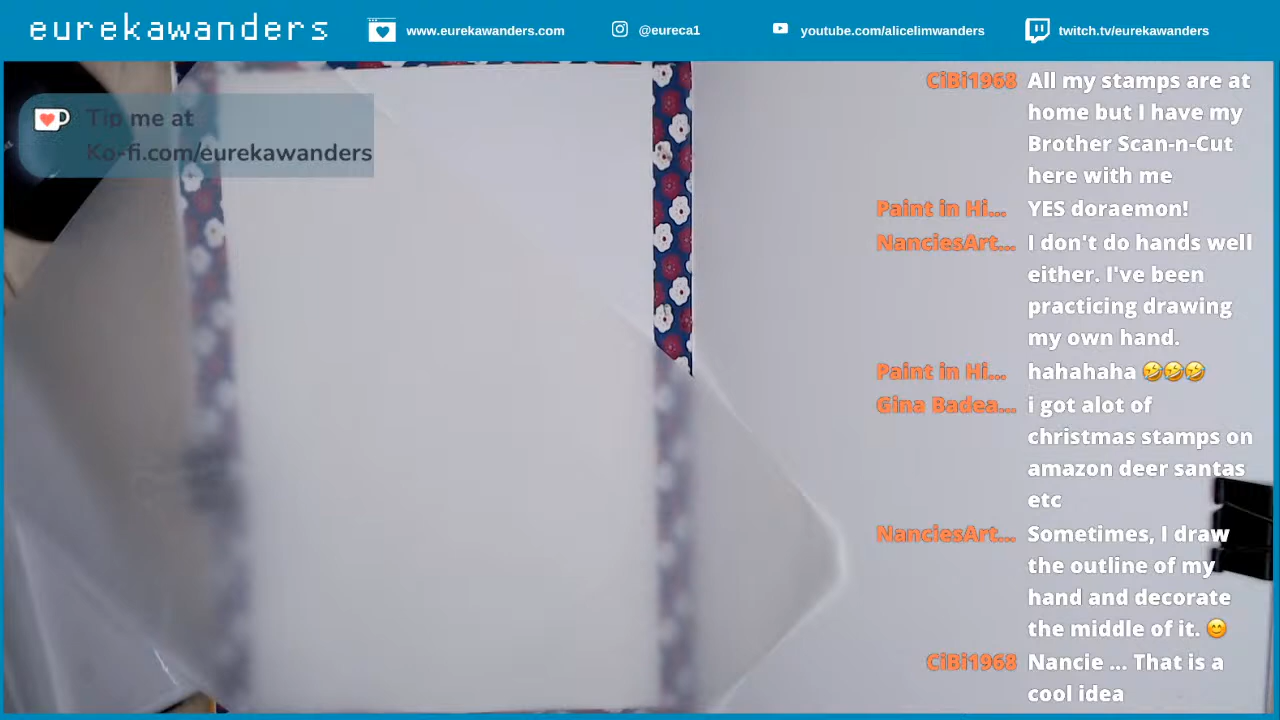 eurekawanders
www.eurekawanders.com
@eureca1
youtube.com/alicelimwanders
twitch.tv/eurekawanders
Tip me at
Ko-fi.com/eurekawanders
CiBi1968 All my stamps are at
home but I have my
Brother Scan-n-Cut
here with me
Paint in Hi... YES doraemon!
NanciesArt... I don't do hands well
either. I've been
practicing drawing
my own hand.
Paint in Hi... hahahaha 🤣🤣🤣
Gina Badea... i got alot of
christmas stamps on
amazon deer santas
etc
NanciesArt... Sometimes, I draw
the outline of my
hand and decorate
the middle of it. 😊
CiBi1968 Nancie ... That is a
cool idea